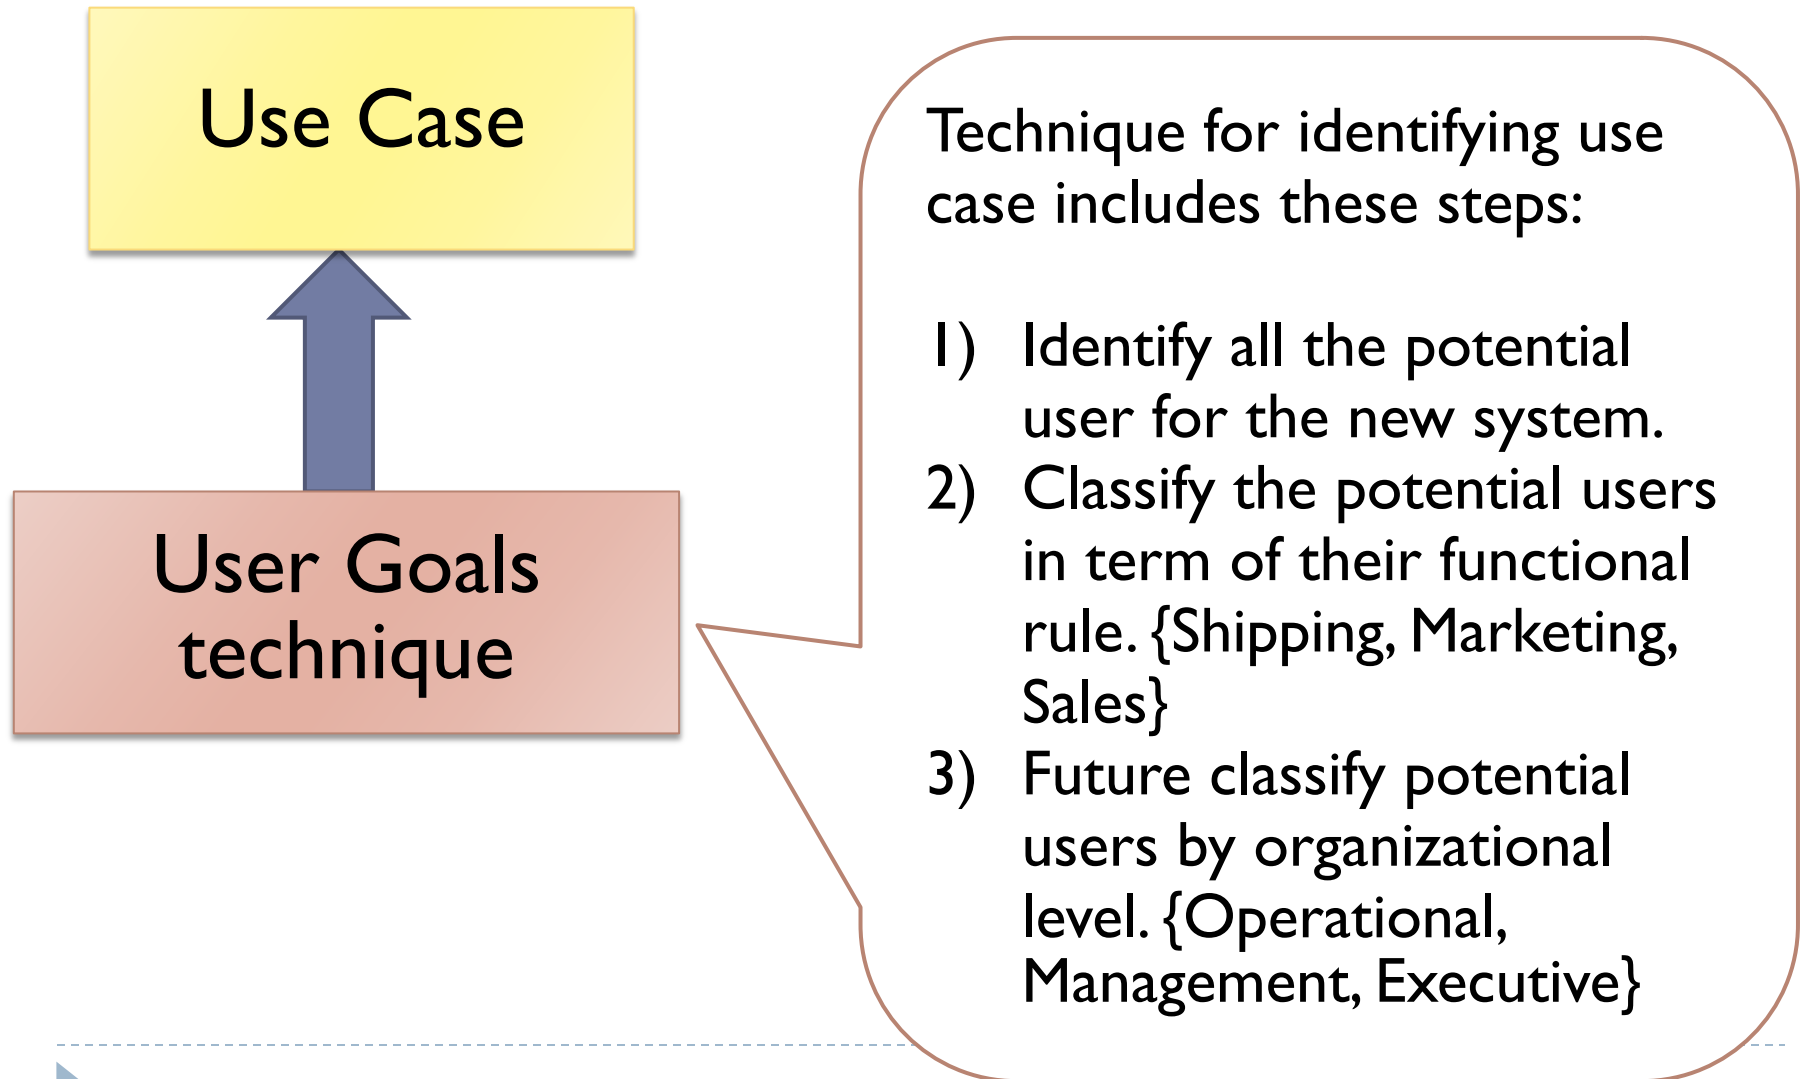 Use Case
User Goals
technique
Technique for identifying use
case includes these steps:
1) Identify all the potential
user for the new system.
2) Classify the potential users
in term of their functional
rule. {Shipping, Marketing,
Sales}
3) Future classify potential
users by organizational
level. {Operational,
Management, Executive}